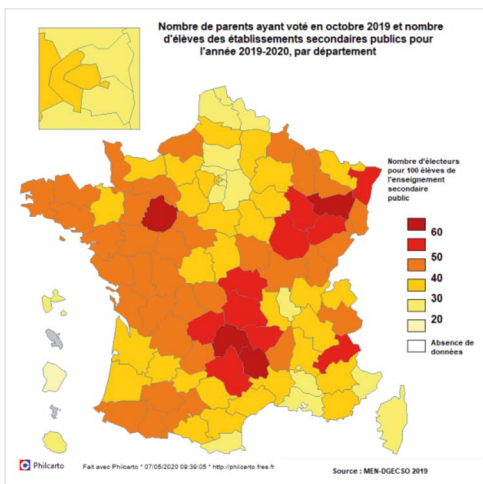 Nombre de parents ayant voté en octobre 2019 et nombre
d'élèves des établissements secondaires publics pour
l'année 2019-2020, par département
Nombre d'électeurs
pour 100 élèves de
l'enseignement
secondaire
public
60
50
40
30
20
Absence de
données
Philcarto
Fait avec Philcarto * 07/05/2020 09:39:05 * http://philcarto.free.fr
Source : MEN-DGECSO 2019